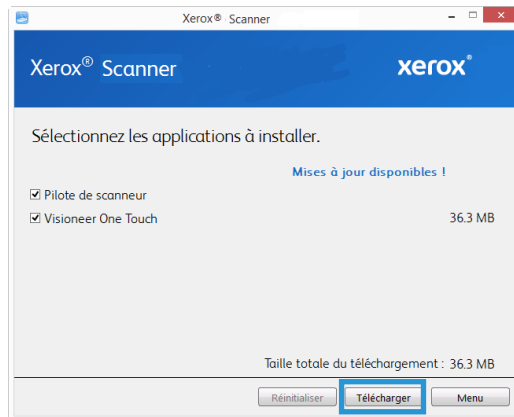 Xerox® Scanner
Xerox® Scanner
xerox®
Sélectionnez les applications à installer.
Mises à jour disponibles !
Pilote de scanneur
Visioneer One Touch 36.3 MB
Taille totale du téléchargement : 36.3 MB
Réinitialiser Télécharger Menu